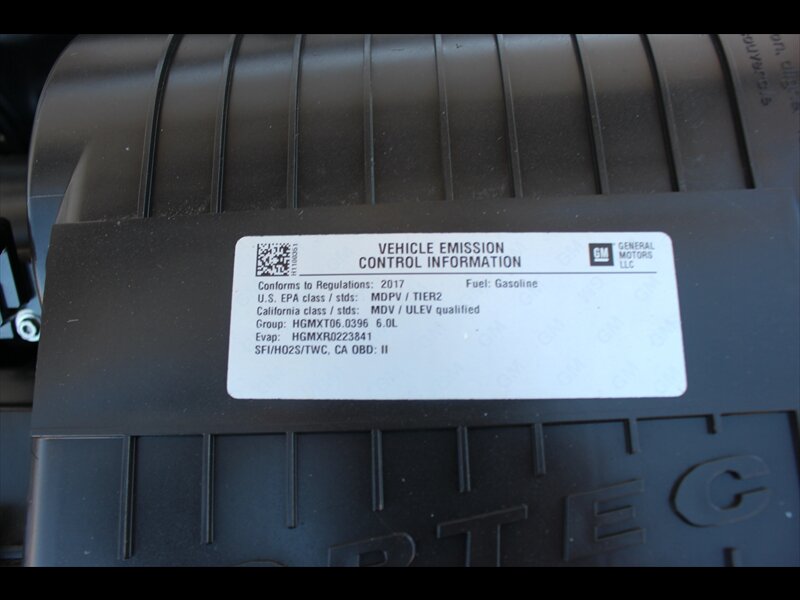 VEHICLE EMISSION
CONTROL INFORMATION
GM
GENERAL
MOTORS
LLC
Conforms to Regulations: 2017 Fuel: Gasoline
U.S. EPA class / stds: MDPV / TIER2
California class / stds: MDV / ULEV qualified
Group: HGMXT06.0396 6.0L
Evap: HGMXR0223841
SFI/HO2S/TWC, CA OBD: II
RTEC